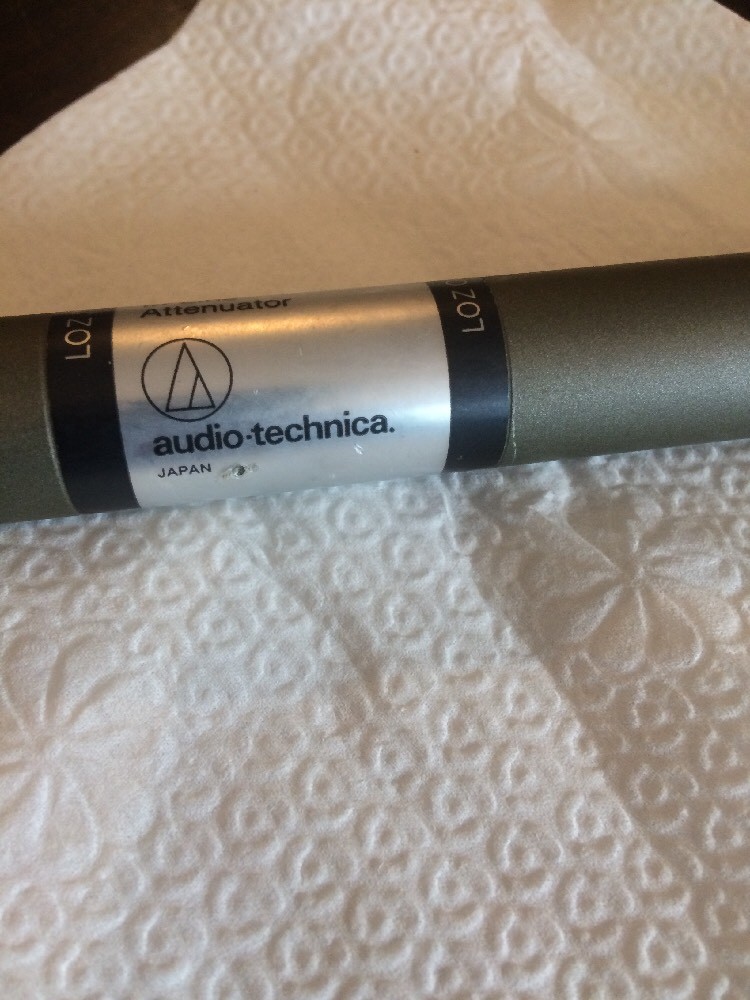 Attenuator
audio-technica.
JAPAN
LOZ
LOZ